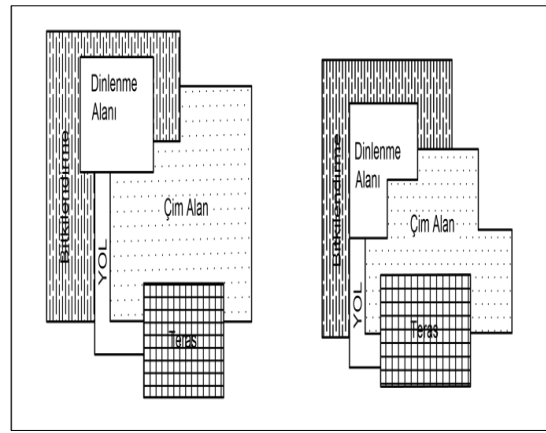 Dinlenme
Alanı
Bitkilendirme
Çim Alan
YOL
Teras
Dinlenme
Alanı
Bitkilendirme
Çim Alan
YOL
Teras